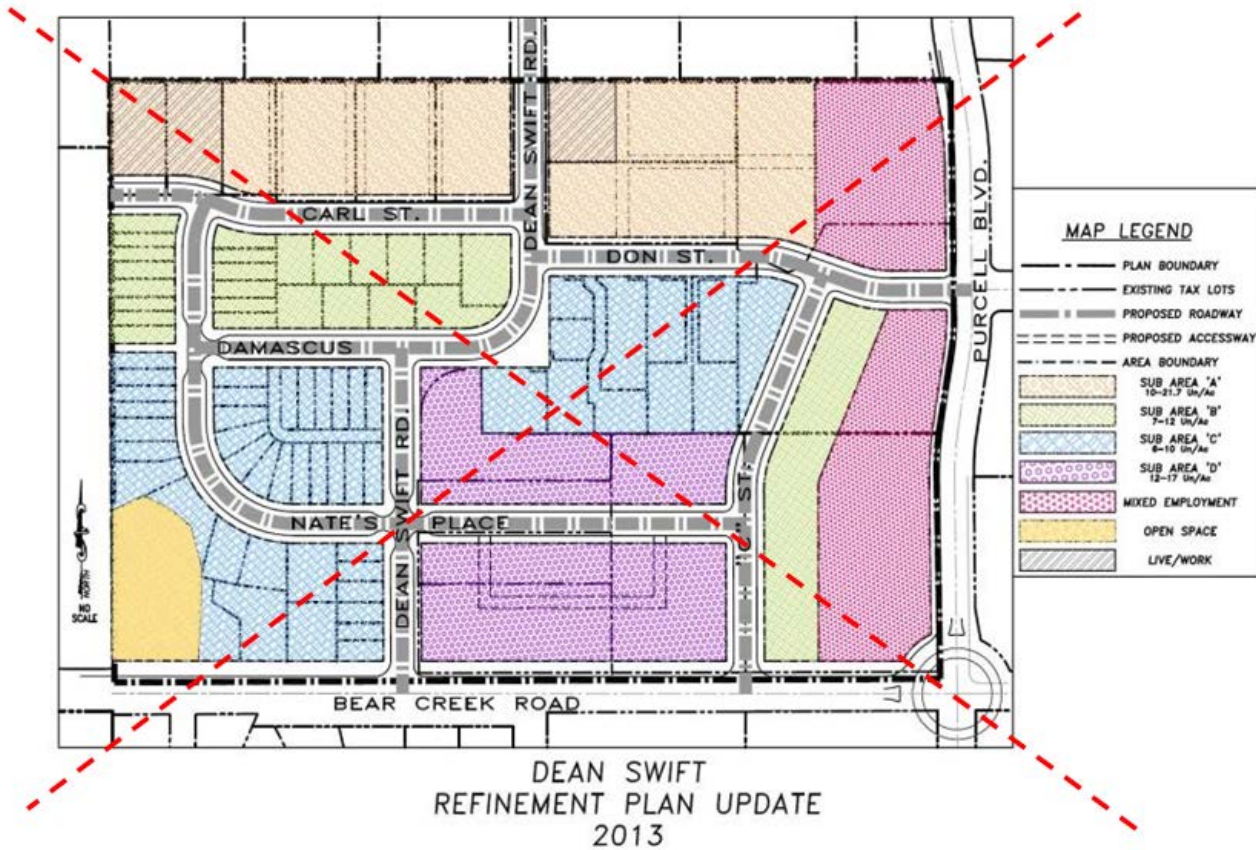 DEAN SWIFT RD.
PURCELL BLVD.
CARL ST.
DON ST.
DAMASCUS
DEAN SWIFT RD.
NATE'S PLACE
"C" ST.
BEAR CREEK ROAD
NORTH
NO
SCALE
MAP LEGEND
PLAN BOUNDARY
EXISTING TAX LOTS
PROPOSED ROADWAY
PROPOSED ACCESSWAY
AREA BOUNDARY
SUB AREA 'A'
10-21.7 Un/Ac
SUB AREA 'B'
7-12 Un/Ac
SUB AREA 'C'
6-10 Un/Ac
SUB AREA 'D'
12-17 Un/Ac
MIXED EMPLOYMENT
OPEN SPACE
LIVE/WORK
DEAN SWIFT
REFINEMENT PLAN UPDATE
2013